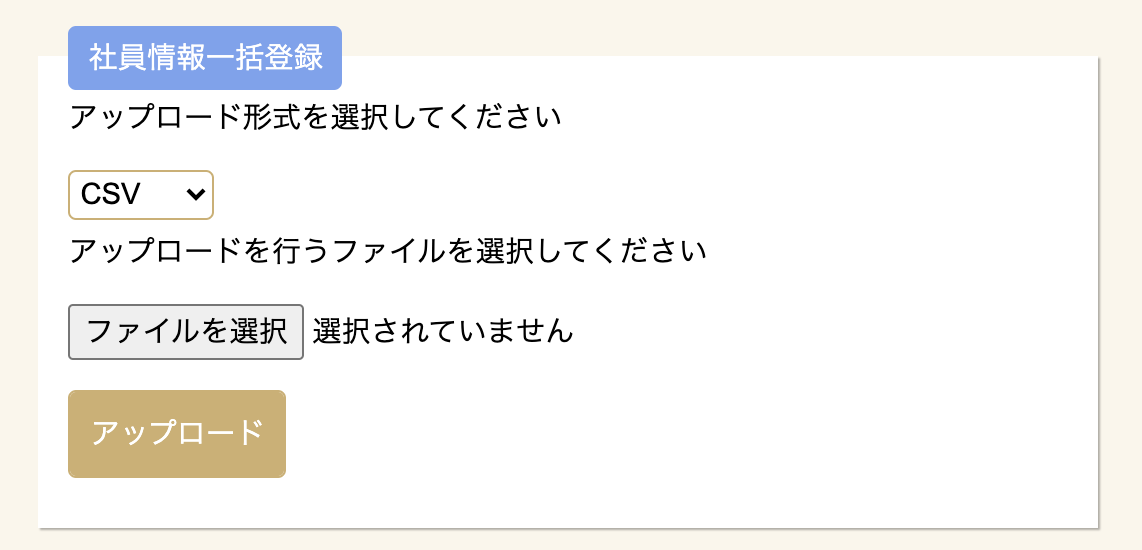 社員情報一括登録
アップロード形式を選択してください
CSV
アップロードを行うファイルを選択してください
ファイルを選択 選択されていません
アップロード